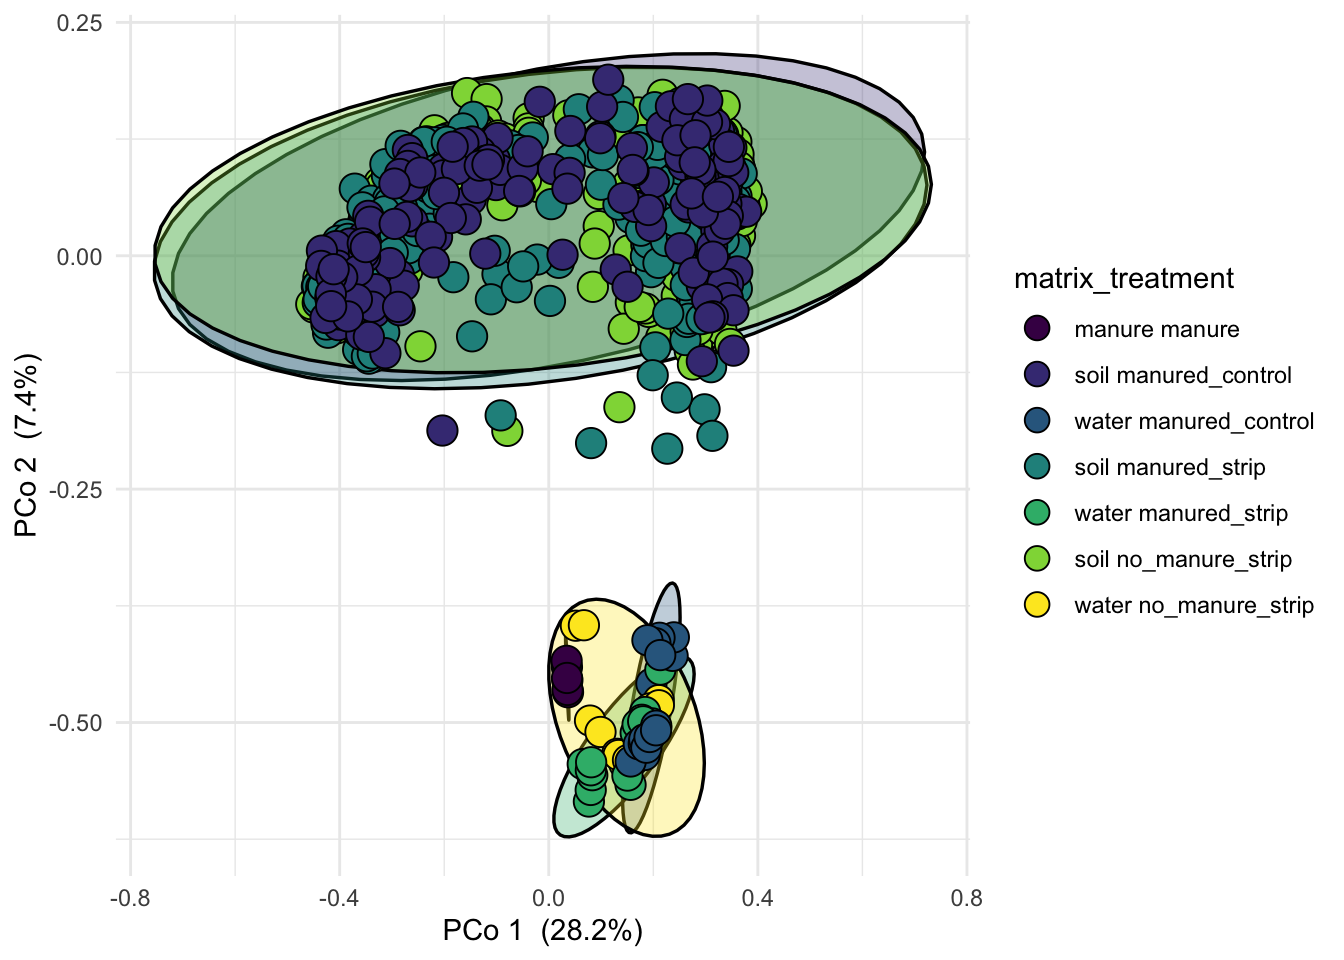 0.25
0.00
-0.25
-0.50
PCo 2  (7.4%)
-0.8
-0.4
0.0
0.4
0.8
PCo 1  (28.2%)
matrix_treatment
manure manure
soil manured_control
water manured_control
soil manured_strip
water manured_strip
soil no_manure_strip
water no_manure_strip